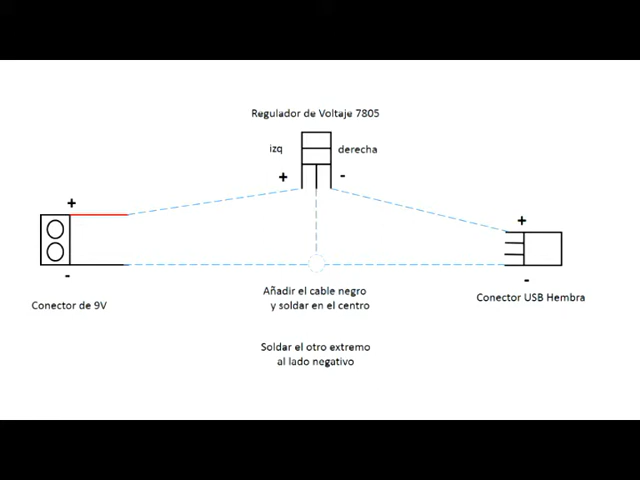 Regulador de Voltaje 7805
izq
derecha
+
-
+
-
Conector de 9V
+
-
Conector USB Hembra
Añadir el cable negro
y soldar en el centro
Soldar el otro extremo
al lado negativo